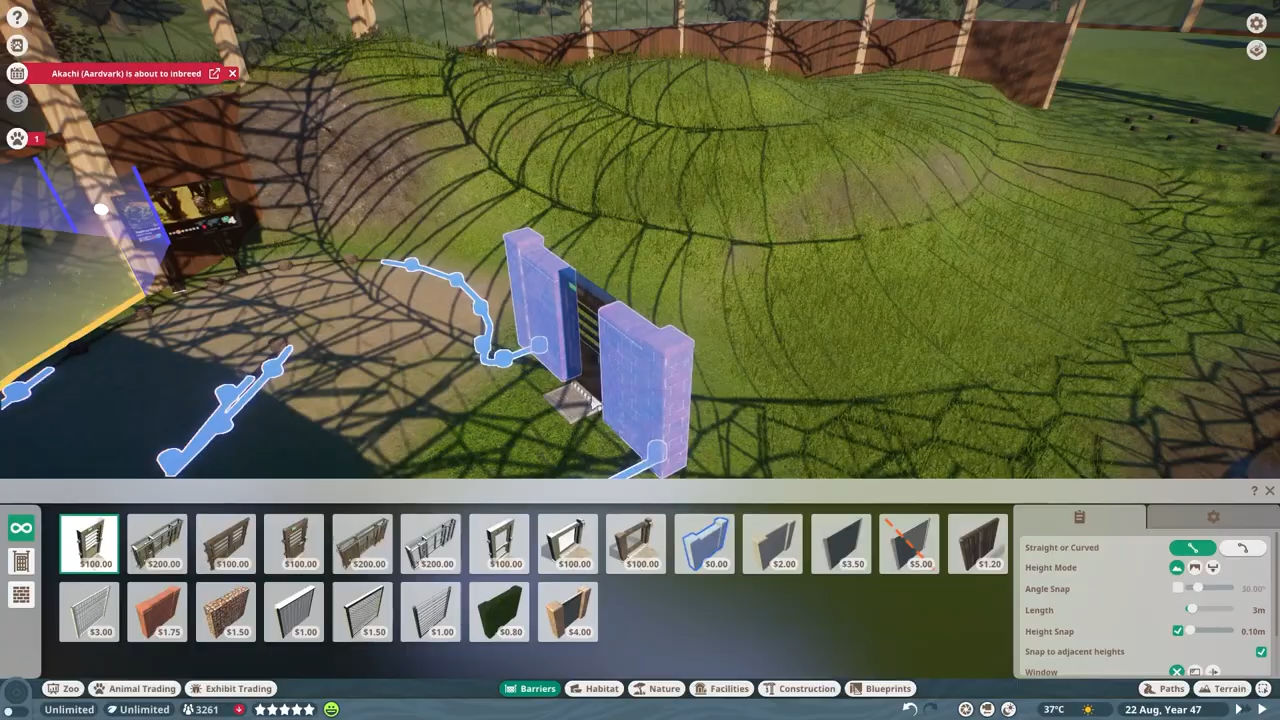 ?
Akachi (Aardvark) is about to inbreed
1
? ×
$100.00 $200.00 $100.00 $100.00 $200.00 $200.00 $100.00 $100.00 $100.00 $0.00 $2.00 $3.50 $5.00 $1.20
$3.00 $1.75 $1.50 $1.00 $1.50 $1.00 $0.80 $4.00
Straight or Curved
Height Mode
Angle Snap 30.00°
Length 3m
Height Snap 0.10m
Snap to adjacent heights
Window
Zoo Animal Trading Exhibit Trading Barriers Habitat Nature Facilities Construction Blueprints Paths Terrain
Unlimited Unlimited 3261 37°C 22 Aug, Year 47